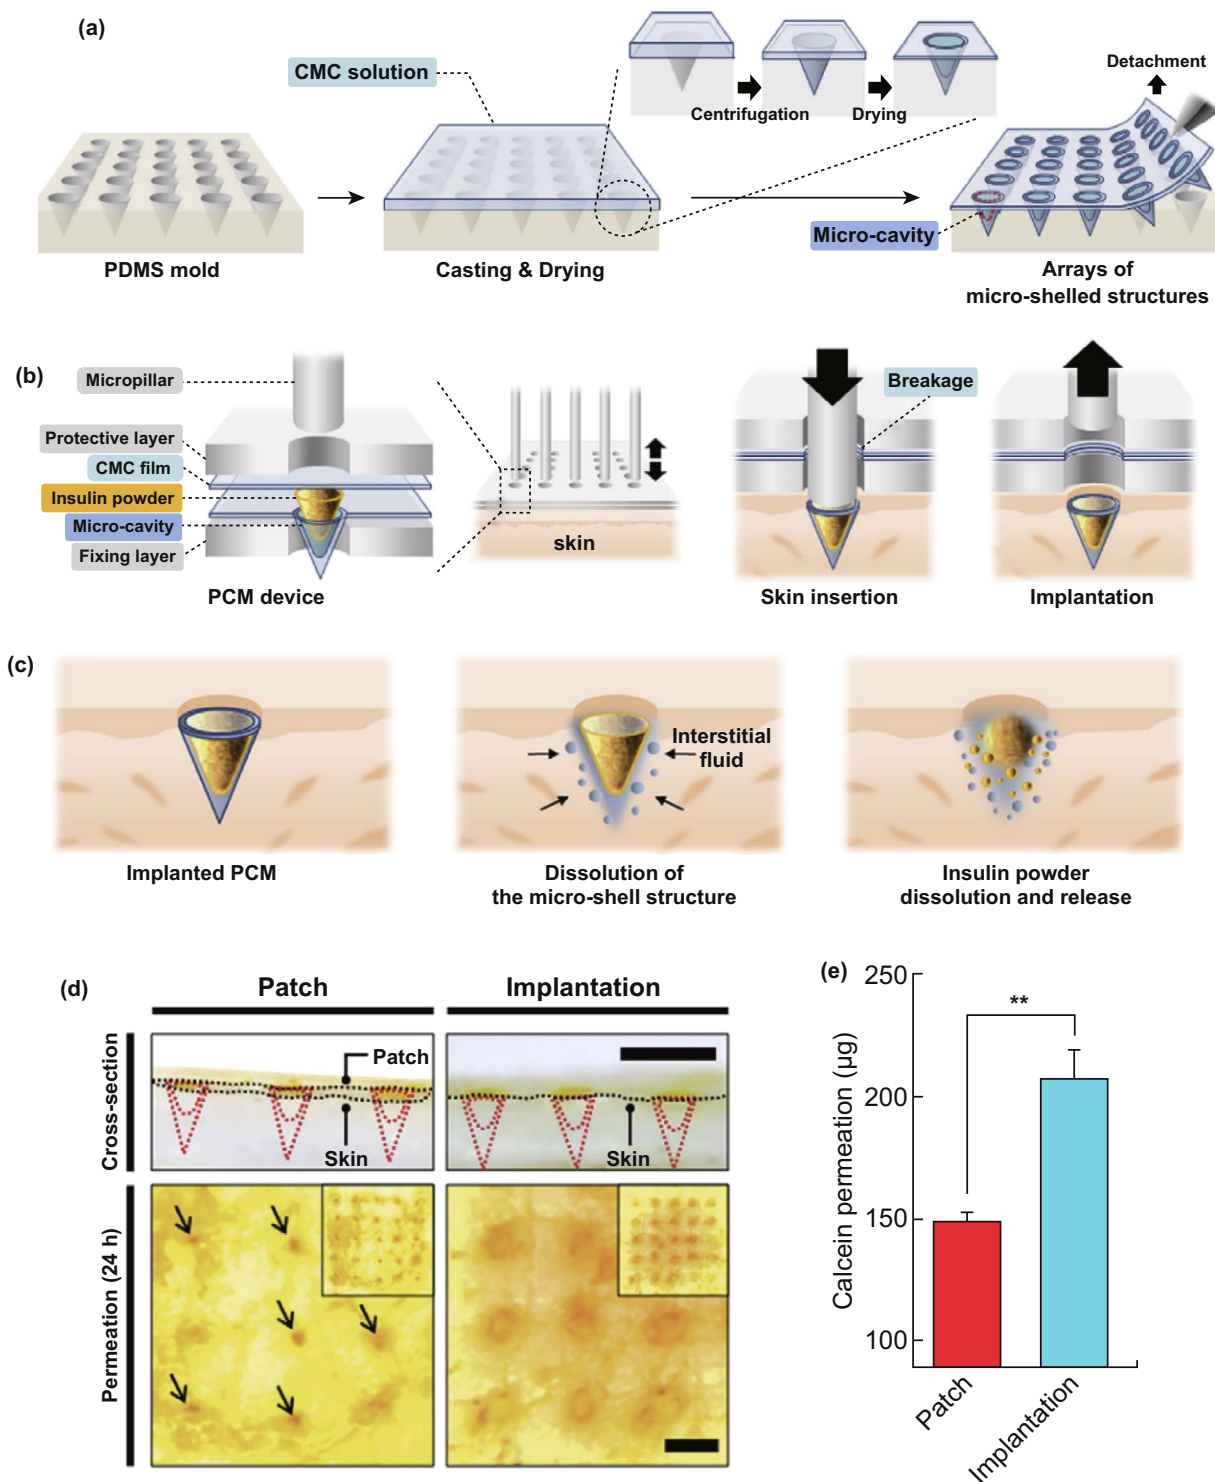 (a)
CMC solution
Centrifugation
Drying
Detachment
Micro-cavity
PDMS mold
Casting & Drying
Arrays of
micro-shelled structures
(b)
Micropillar
Protective layer
CMC film
Insulin powder
Micro-cavity
Fixing layer
PCM device
skin
Breakage
Skin insertion
Implantation
(c)
Interstitial
fluid
Implanted PCM
Dissolution of
the micro-shell structure
Insulin powder
dissolution and release
(d)
Patch
Implantation
Cross-section
Patch
Skin
Skin
Permeation (24 h)
(e)
Calcein permeation (µg)
250
200
150
100
**
Patch
Implantation